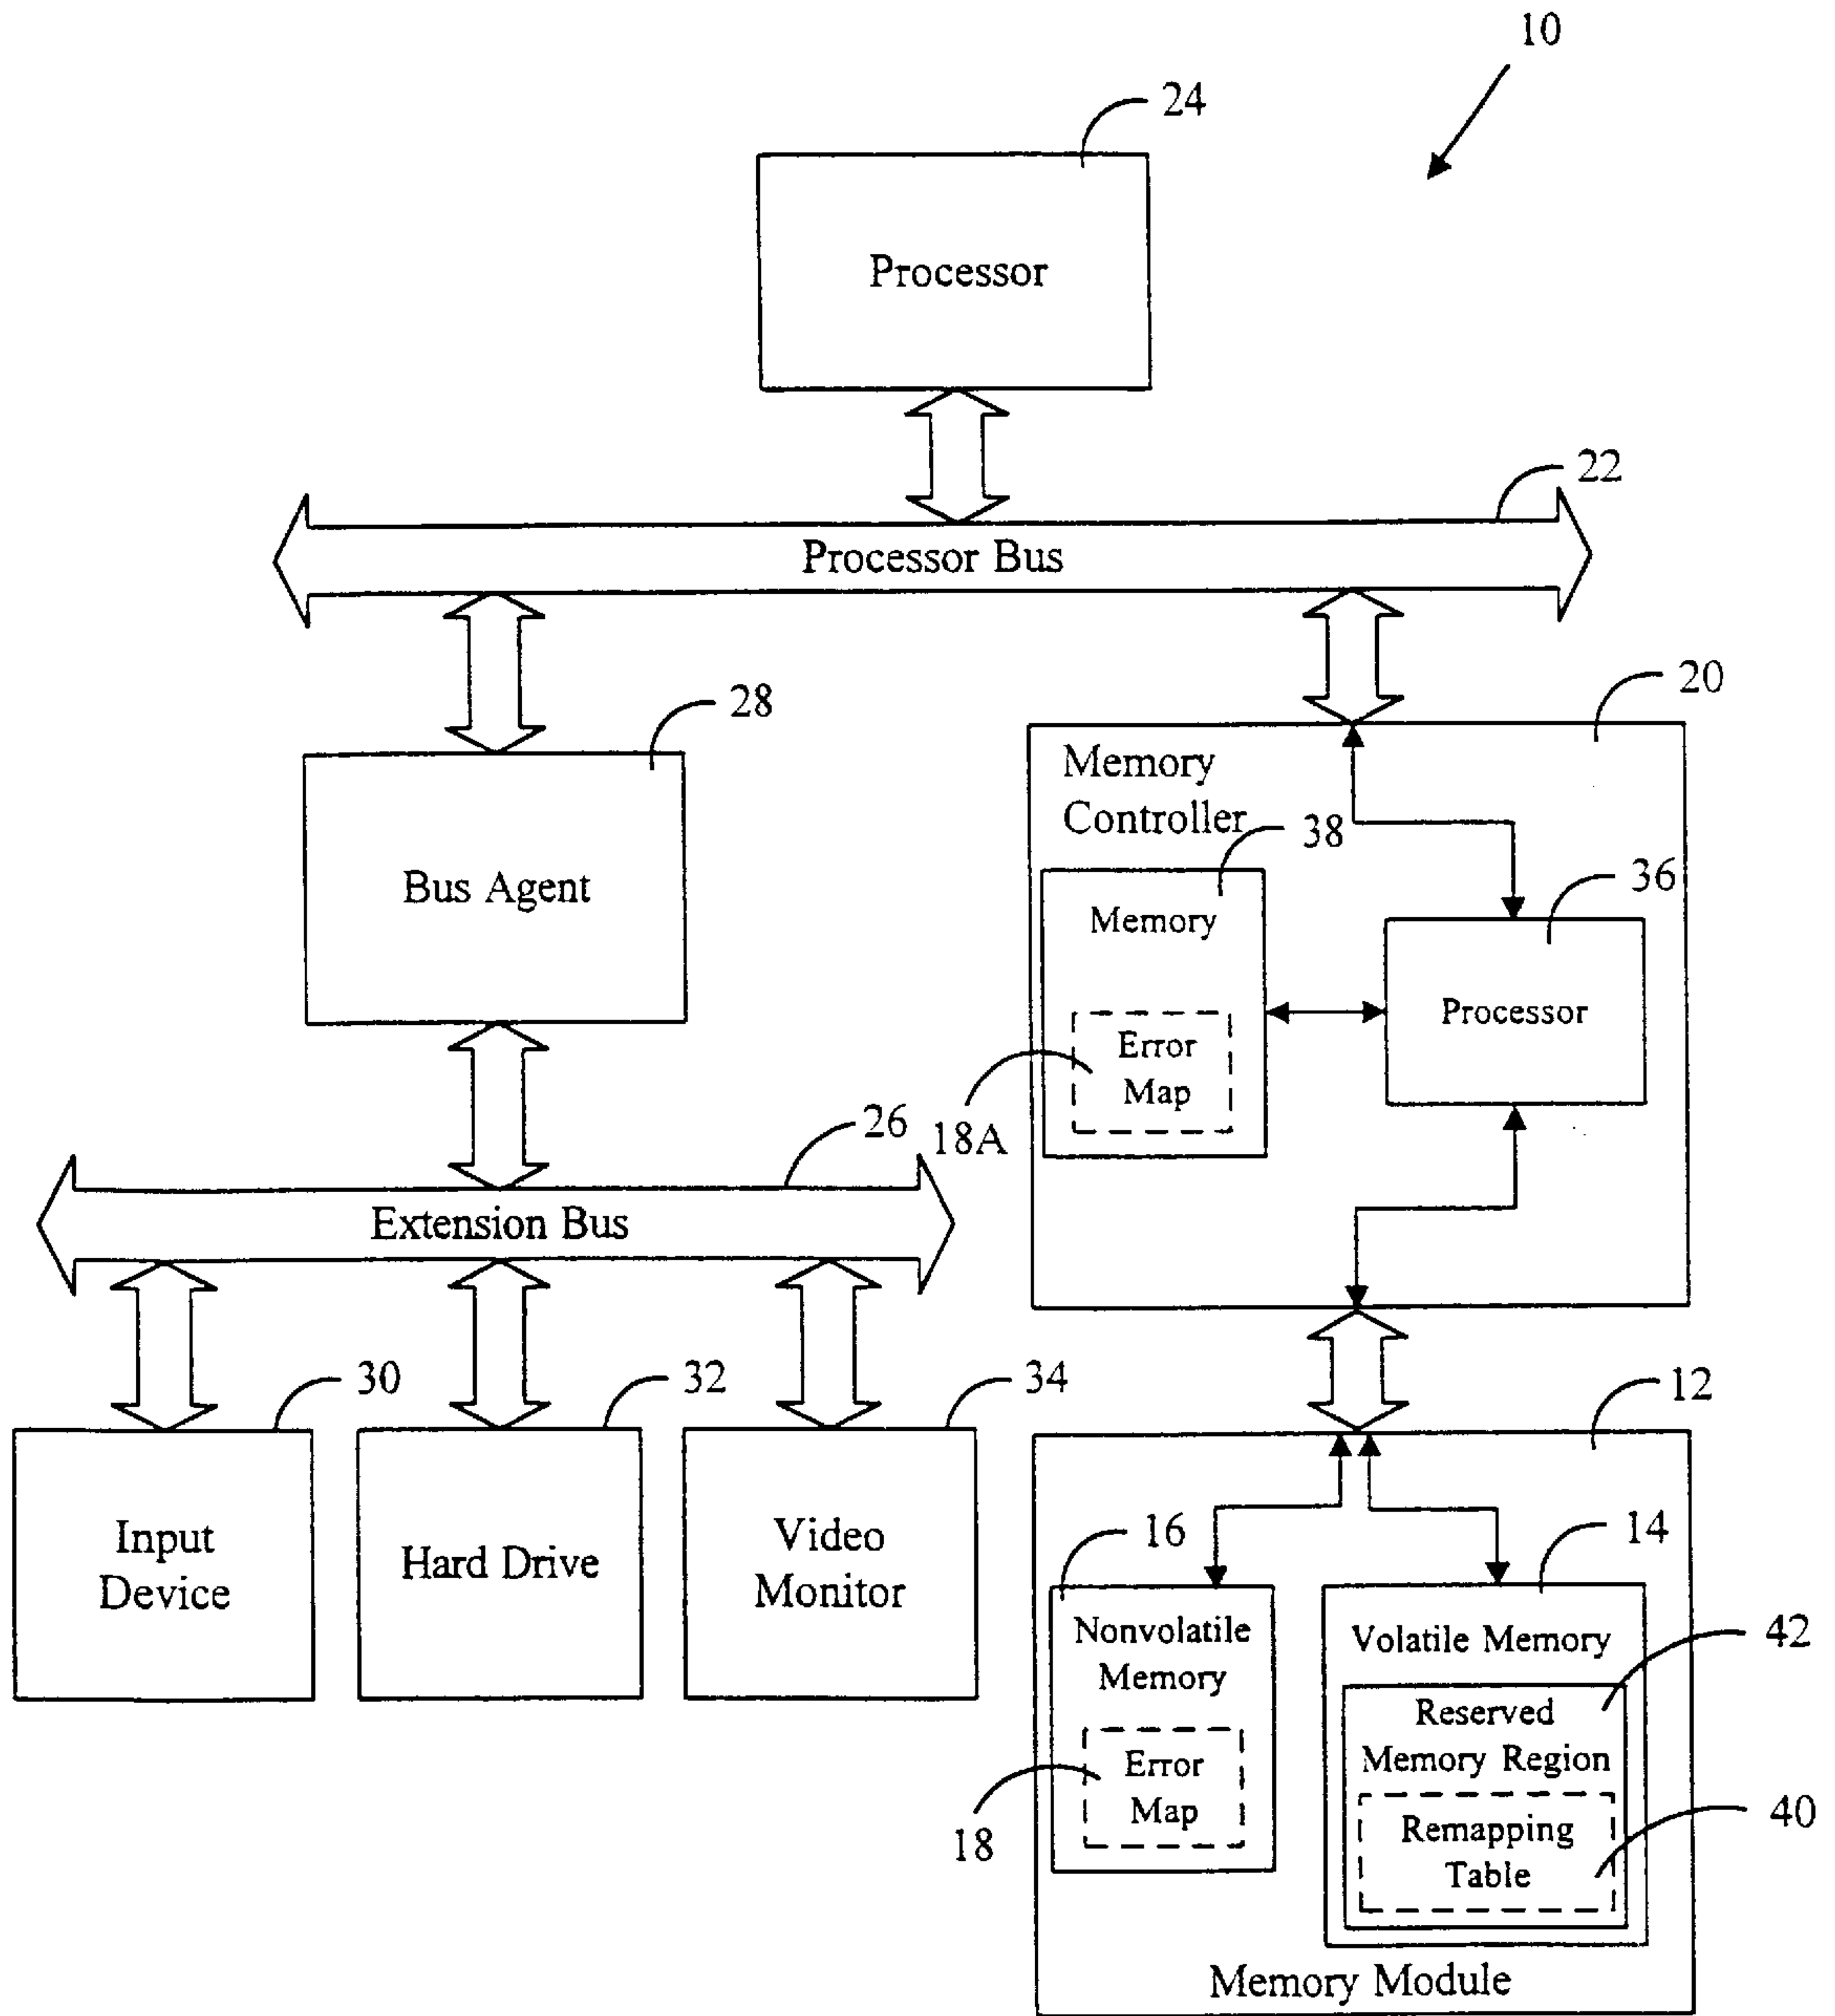 10
24
Processor
22
Processor Bus
28
Bus Agent
20
Memory
Controller
38
Memory
36
Processor
Error
Map
18A
26
Extension Bus
30
Input
Device
32
Hard Drive
34
Video
Monitor
12
16
Nonvolatile
Memory
Error
Map
18
14
Volatile Memory
42
Reserved
Memory Region
Remapping
Table
40
Memory Module